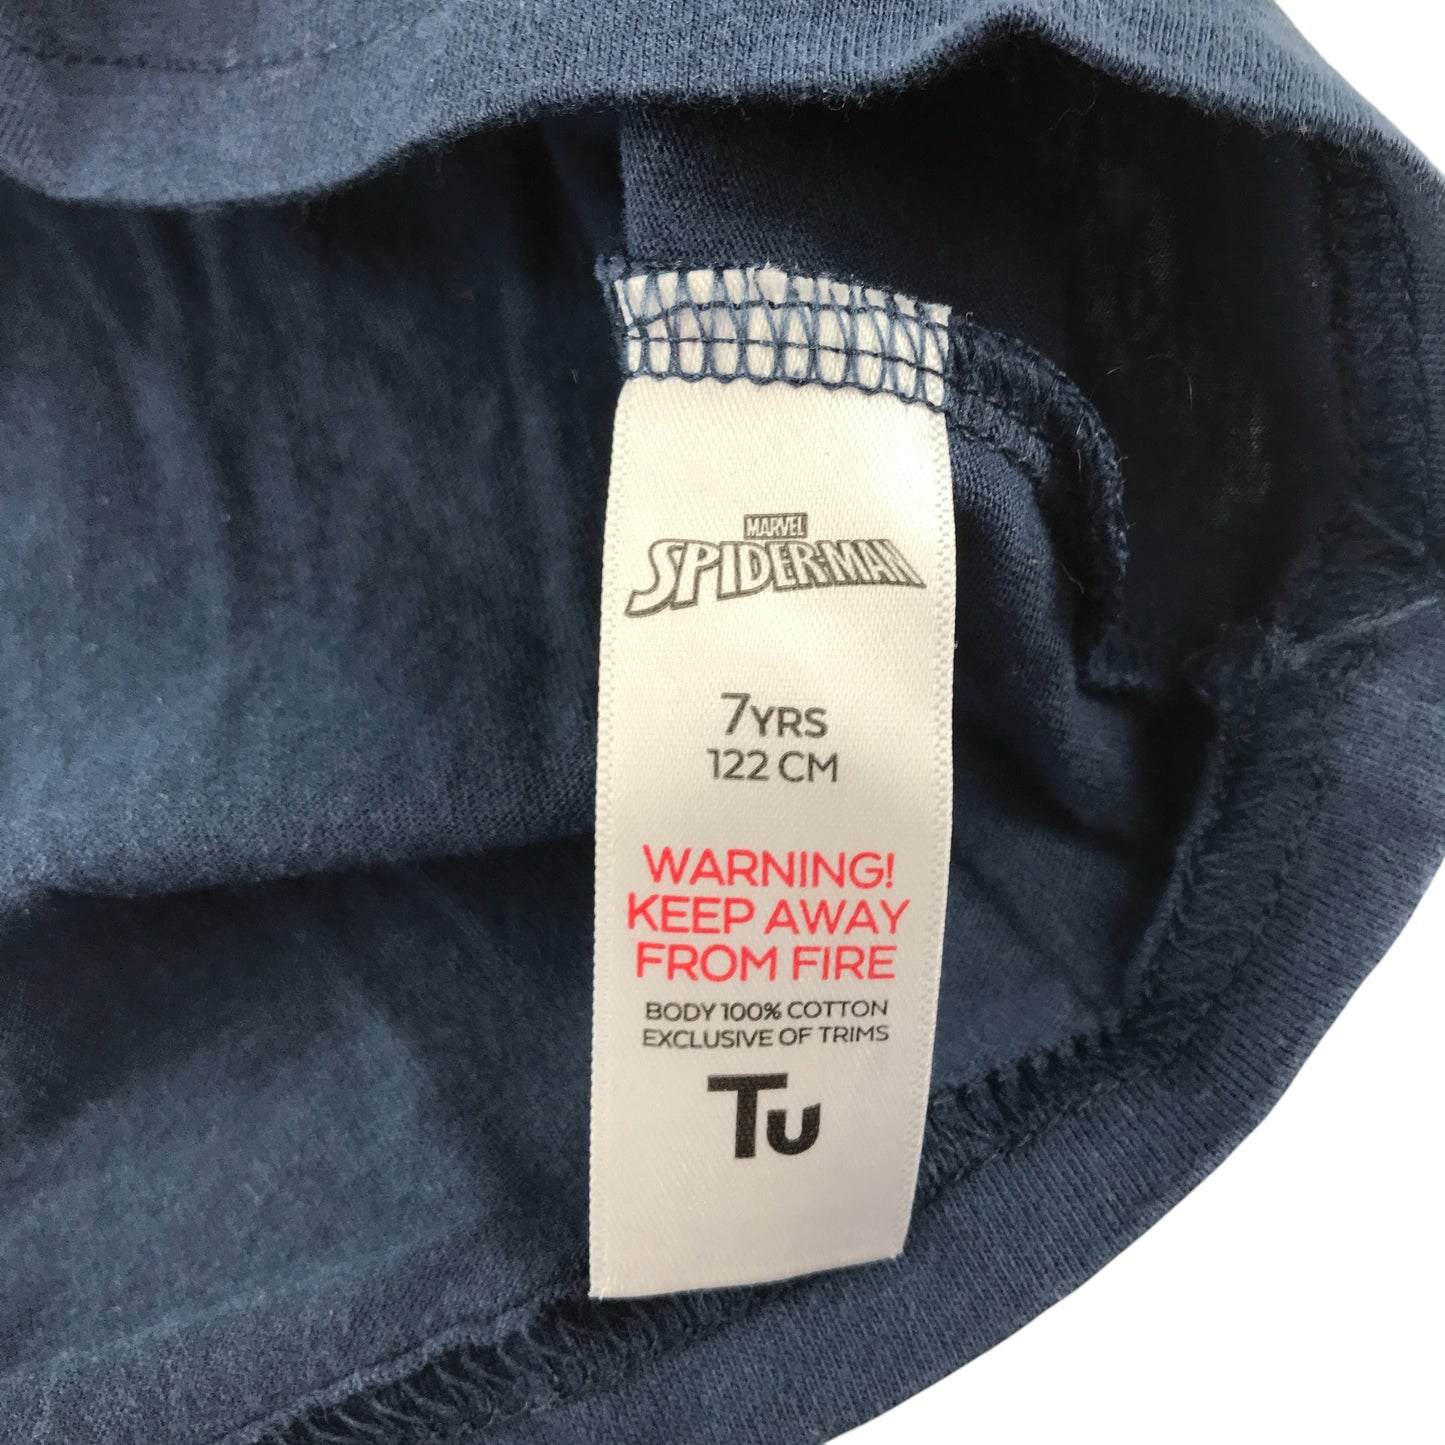 MARVEL
SPIDER-MAN
7YRS
122 CM
WARNING!
KEEP AWAY
FROM FIRE
BODY 100% COTTON
EXCLUSIVE OF TRIMS
Tu